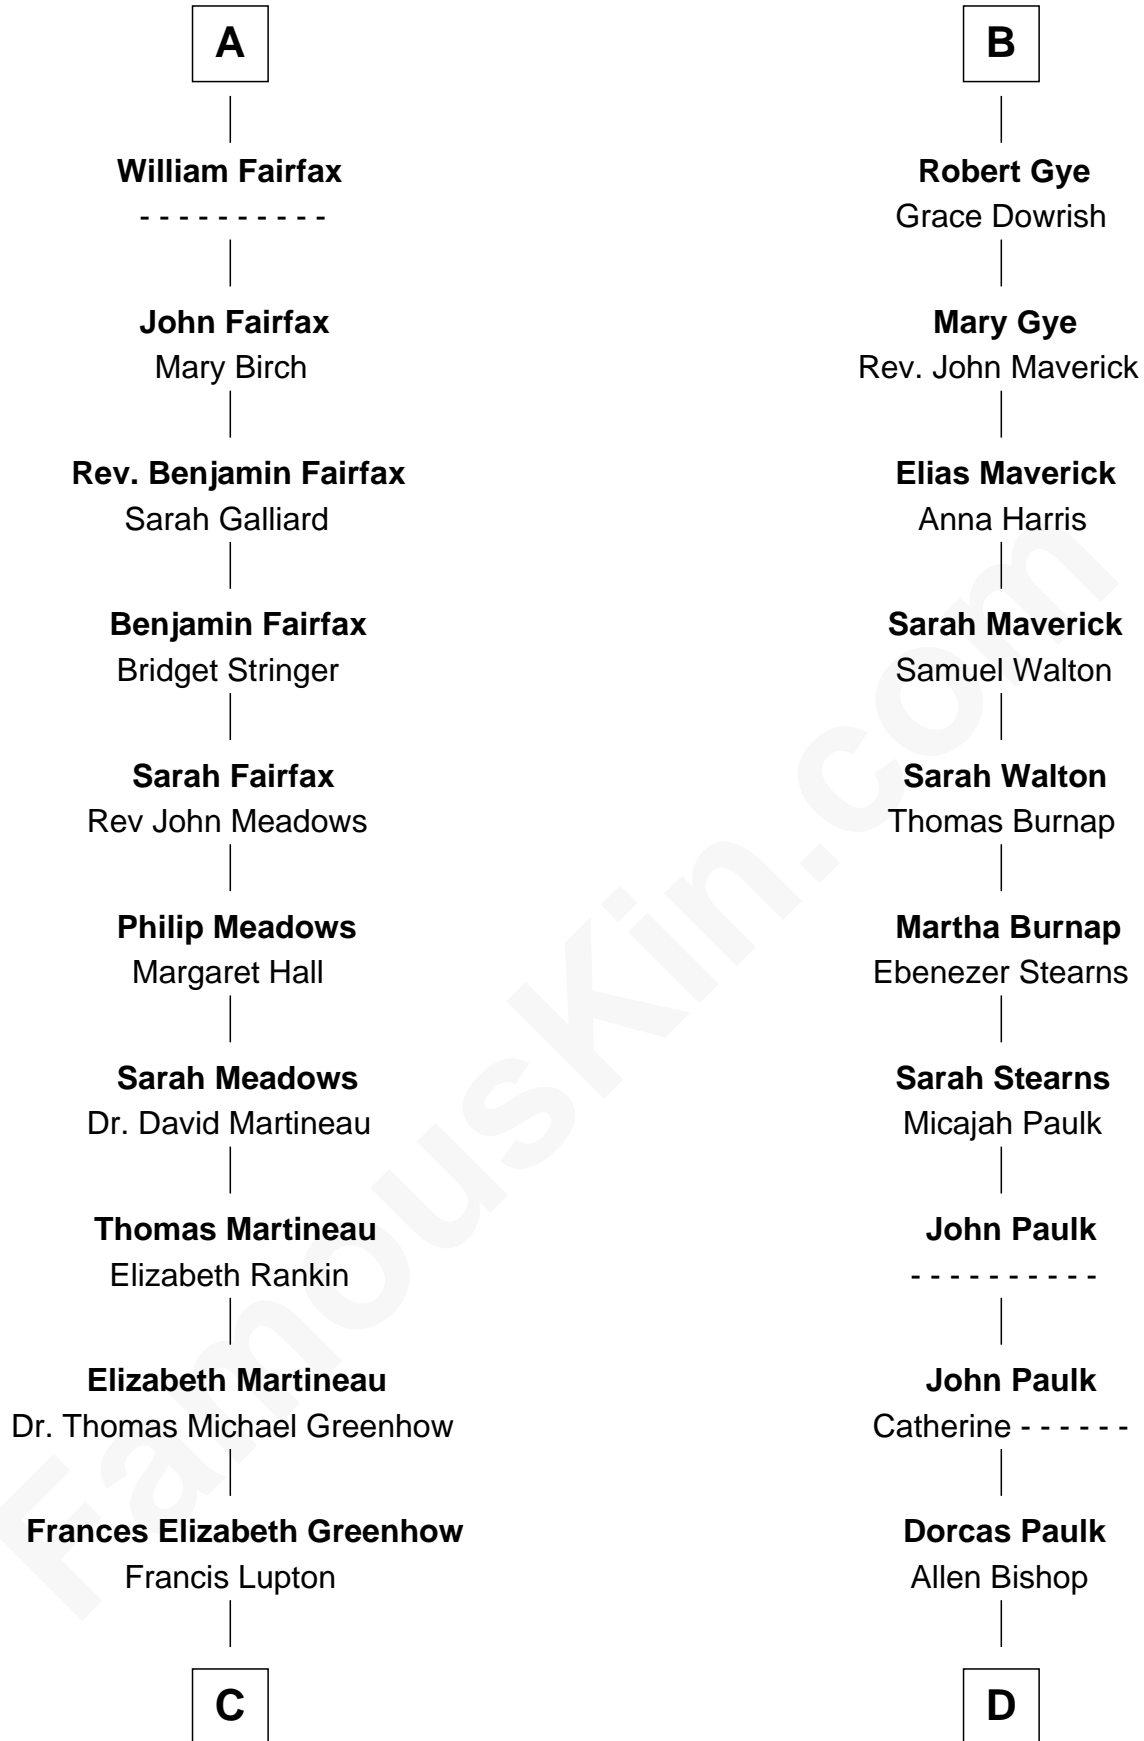 A
William Fairfax
- - - - - - - - - -
John Fairfax
Mary Birch
Rev. Benjamin Fairfax
Sarah Galliard
Benjamin Fairfax
Bridget Stringer
Sarah Fairfax
Rev John Meadows
Philip Meadows
Margaret Hall
Sarah Meadows
Dr. David Martineau
Thomas Martineau
Elizabeth Rankin
Elizabeth Martineau
Dr. Thomas Michael Greenhow
Frances Elizabeth Greenhow
Francis Lupton
C
B
Robert Gye
Grace Dowrish
Mary Gye
Rev. John Maverick
Elias Maverick
Anna Harris
Sarah Maverick
Samuel Walton
Sarah Walton
Thomas Burnap
Martha Burnap
Ebenezer Stearns
Sarah Stearns
Micajah Paulk
John Paulk
- - - - - - - - - -
John Paulk
Catherine - - - - - -
Dorcas Paulk
Allen Bishop
D
FamousKin.com